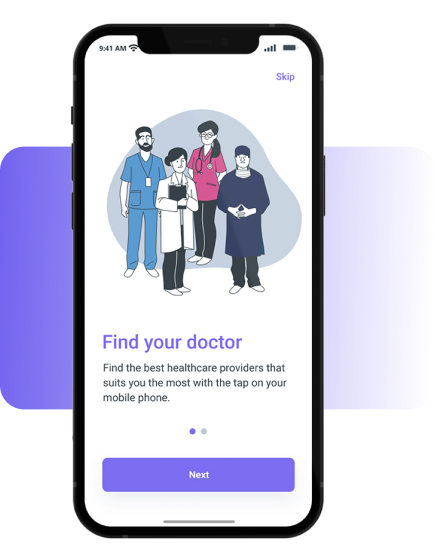 9:41 AM
Skip
Find your doctor
Find the best healthcare providers that
suits you the most with the tap on your
mobile phone.
Next